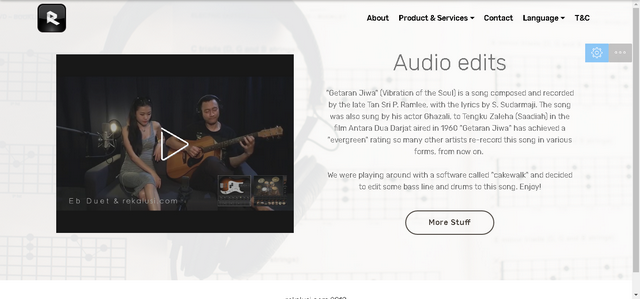 About Product & Services Contact Language T&C
Audio edits
"Getaran Jiwa" (Vibration of the Soul) is a song composed and recorded
by the late Tan Sri P. Ramlee, with the lyrics by S. Sudarmaji. The song
was also sung by his actor Ghazali, to Tengku Zaleha (Saadiah) in the
film Antara Dua Darjat aired in 1960 "Getaran Jiwa" has achieved a
"evergreen" rating so many other artists re-record this song in various
forms, from now on.
We were playing around with a software called "cakewalk" and decided
to edit some bass line and drums to this song. Enjoy!
Eb Duet & rekalusi.com
More Stuff